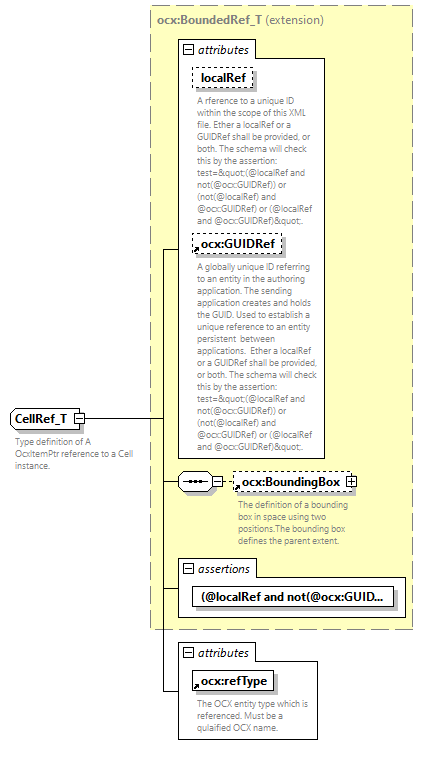 ocx:BoundedRef_T (extension)
attributes
localRef
A rference to a unique ID
within the scope of this XML
file. Ether a localRef or a
GUIDRef shall be provided, or
both. The schema will check
this by the assertion:
test=&quot;(@localRef and
not(@ocx:GUIDRef)) or
(not(@localRef) and
@ocx:GUIDRef) or (@localRef
and @ocx:GUIDRef)&quot;.
ocx:GUIDRef
A globally unique ID referring
to an entity in the authoring
application. The sending
application creates and holds
the GUID. Used to establish a
unique reference to an entity
persistent between
applications. Ether a localRef
or a GUIDRef shall be provided,
or both. The schema will check
this by the assertion:
test=&quot;(@localRef and
not(@ocx:GUIDRef)) or
(not(@localRef) and
@ocx:GUIDRef) or (@localRef
and @ocx:GUIDRef)&quot;.
CellRef_T
Type definition of A
OcxItemPtr reference to a Cell
instance.
ocx:BoundingBox
The definition of a bounding
box in space using two
positions.The bounding box
defines the parent extent.
assertions
(@localRef and not(@ocx:GUID...
attributes
ocx:refType
The OCX entity type which is
referenced. Must be a
qulaified OCX name.